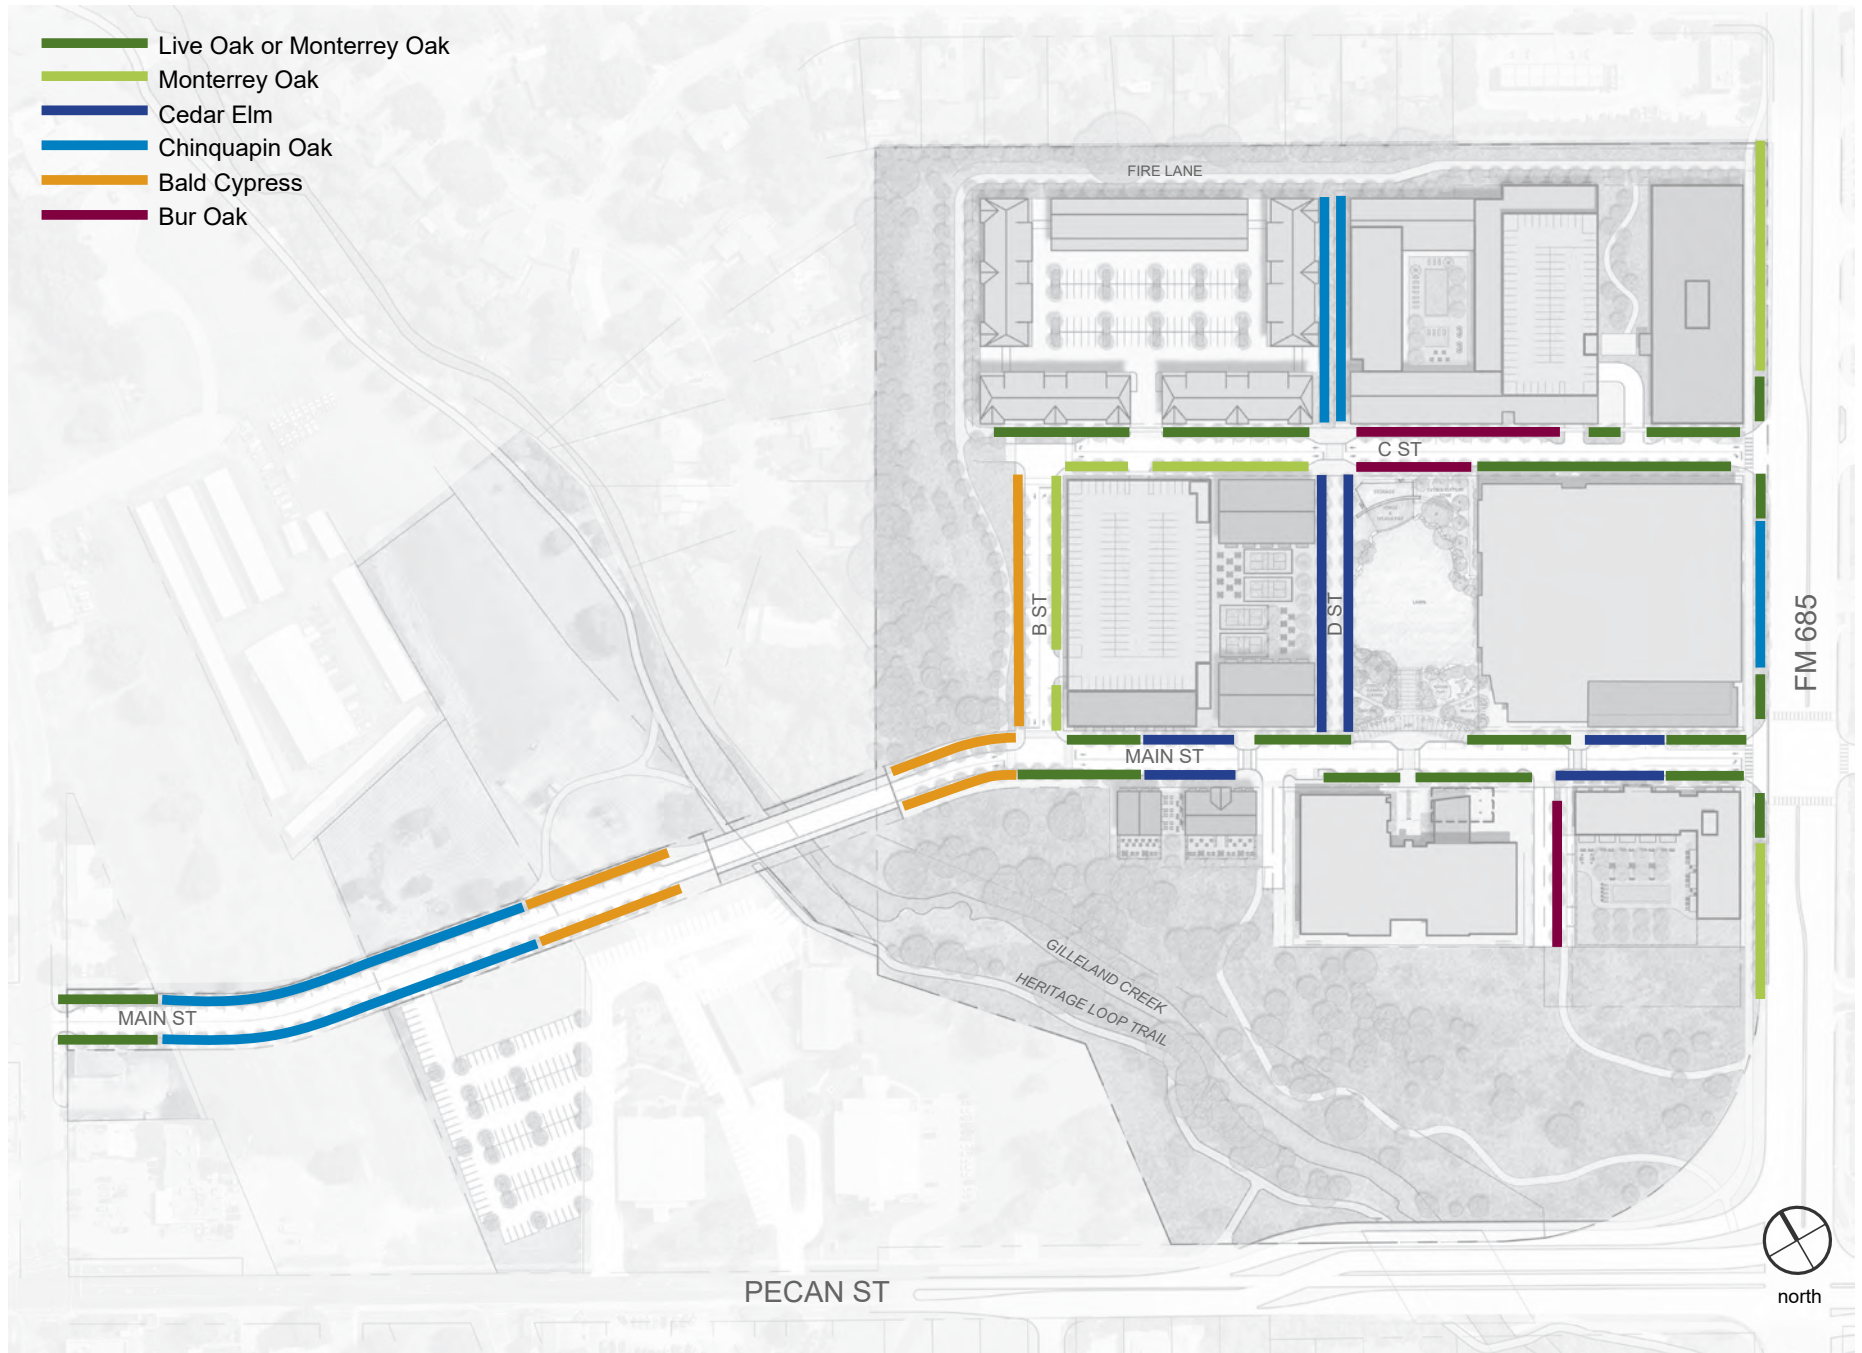 Live Oak or Monterrey Oak
Monterrey Oak
Cedar Elm
Chinquapin Oak
Bald Cypress
Bur Oak
FIRE LANE
C ST
B ST
D ST
LAWN
FM 685
MAIN ST
GILLELAND CREEK
HERITAGE LOOP TRAIL
MAIN ST
PECAN ST
north